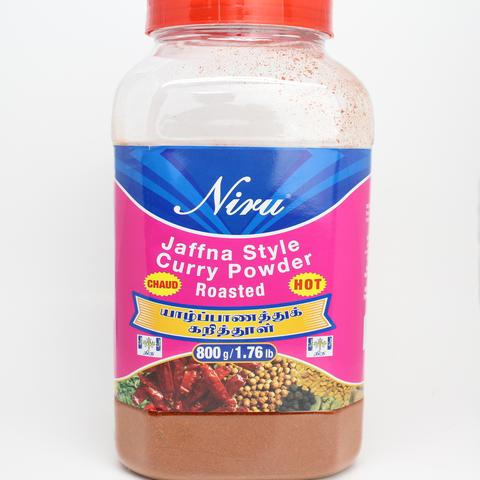 Niru
Jaffna Style
Curry Powder
CHAUD Roasted HOT
யாழ்ப்பாணத்துக்
கறித்தூள்
800 g/1.76 lb